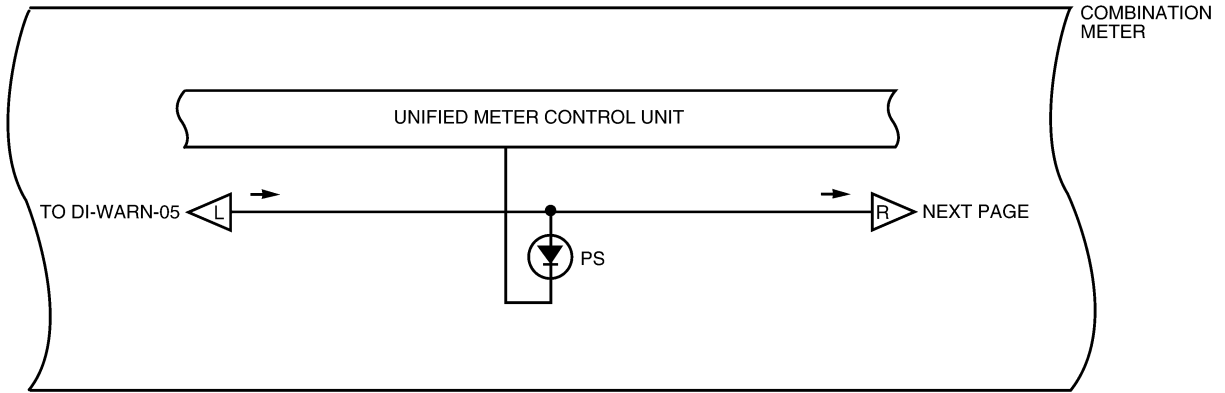 COMBINATION
METER
UNIFIED METER CONTROL UNIT
TO DI-WARN-05
L
R
NEXT PAGE
PS